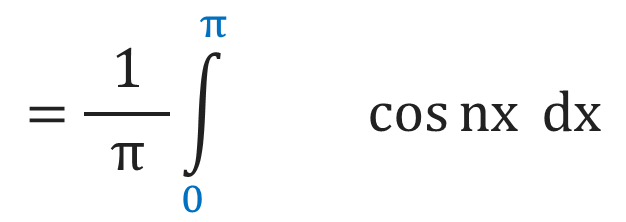 = 1/π ∫₀^π cos nx dx